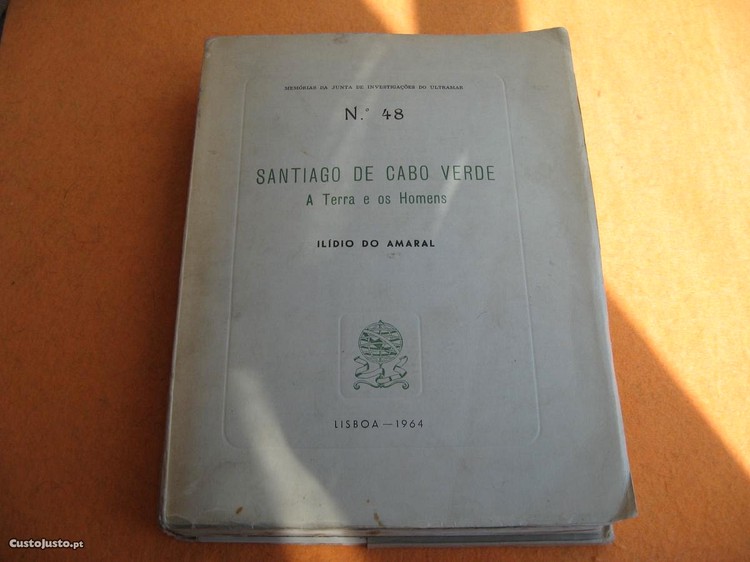 MEMÓRIAS DA JUNTA DE INVESTIGAÇÕES DO ULTRAMAR
N.º 48
SANTIAGO DE CABO VERDE
A Terra e os Homens
ILÍDIO DO AMARAL
LISBOA — 1964
CustoJusto.pt